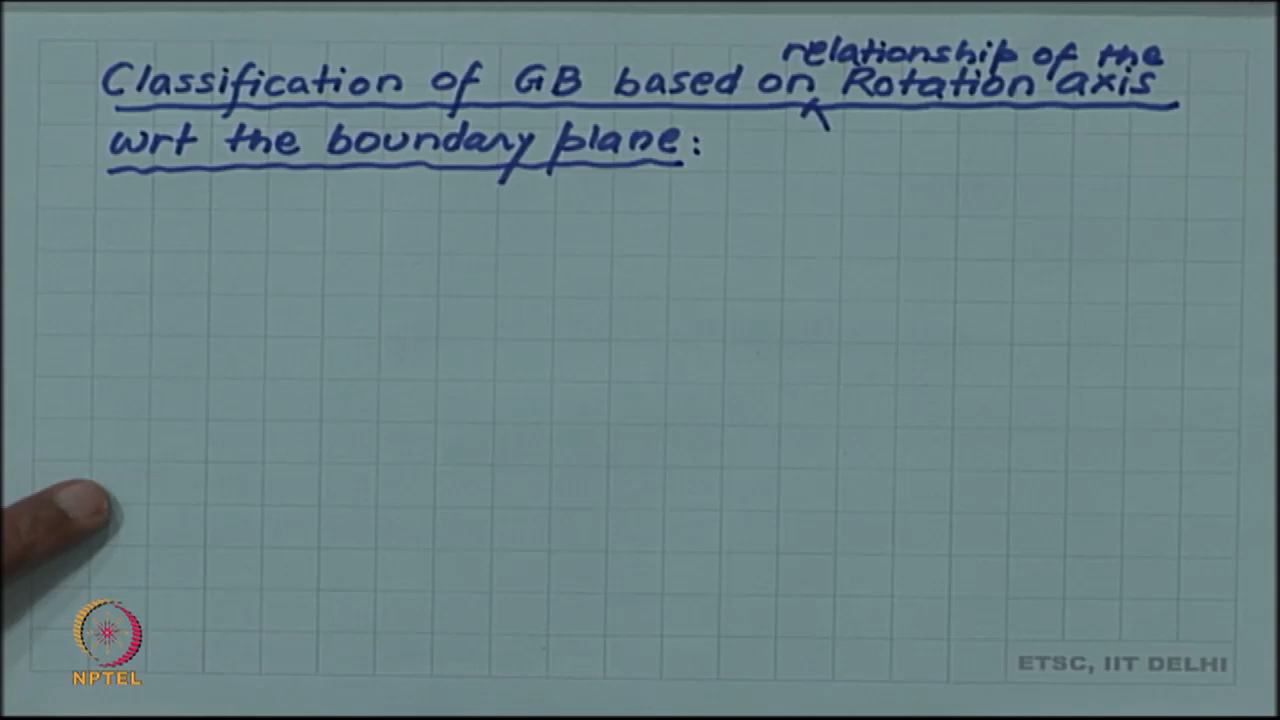 relationship of the
Classification of GB based on Rotation axis
wrt the boundary plane:
NPTEL
ETSC, IIT DELHI